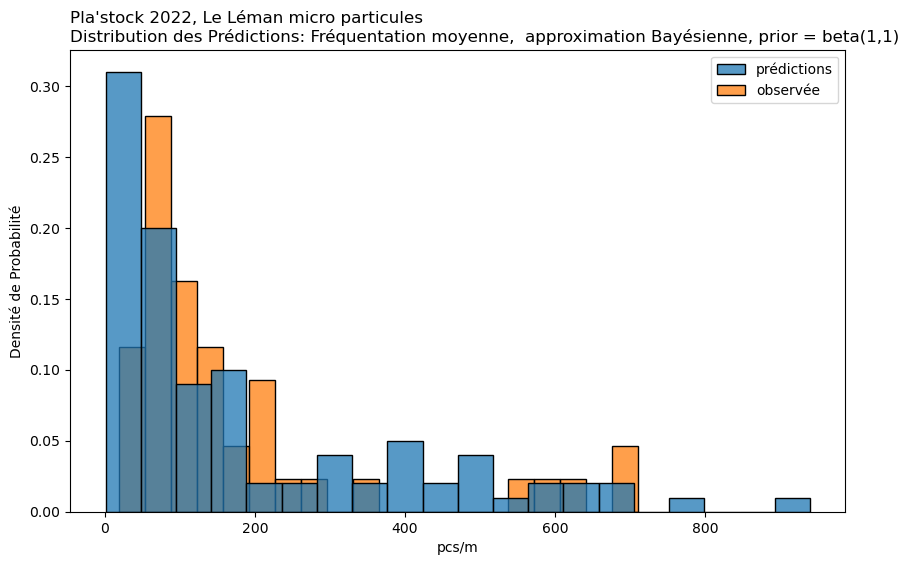 Pla'stock 2022, Le Léman micro particules
Distribution des Prédictions: Fréquentation moyenne,  approximation Bayésienne, prior = beta(1,1)
prédictions
observée
Densité de Probabilité
0.30
0.25
0.20
0.15
0.10
0.05
0.00
0
200
400
600
800
pcs/m